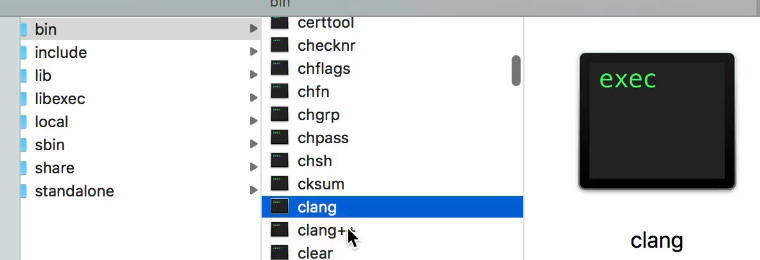 bin
bin
include
lib
libexec
local
sbin
share
standalone
certtool
checknr
chflags
chfn
chgrp
chpass
chsh
cksum
clang
clang++
clear
exec
clang